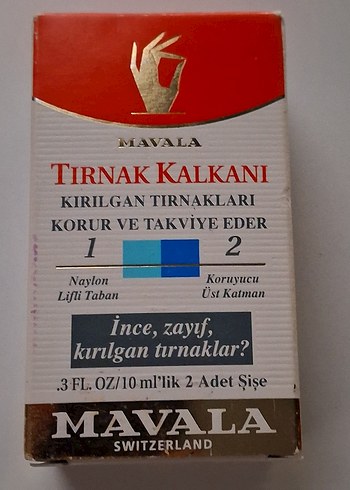 MAVALA
TIRNAK KALKANI
KIRILGAN TIRNAKLARI
KORUR VE TAKVİYE EDER
1 2
Naylon Koruyucu
Lifli Taban Üst Katman
İnce, zayıf,
kırılgan tırnaklar?
.3 FL. OZ/10 ml'lik 2 Adet Şişe
MAVALA
SWITZERLAND